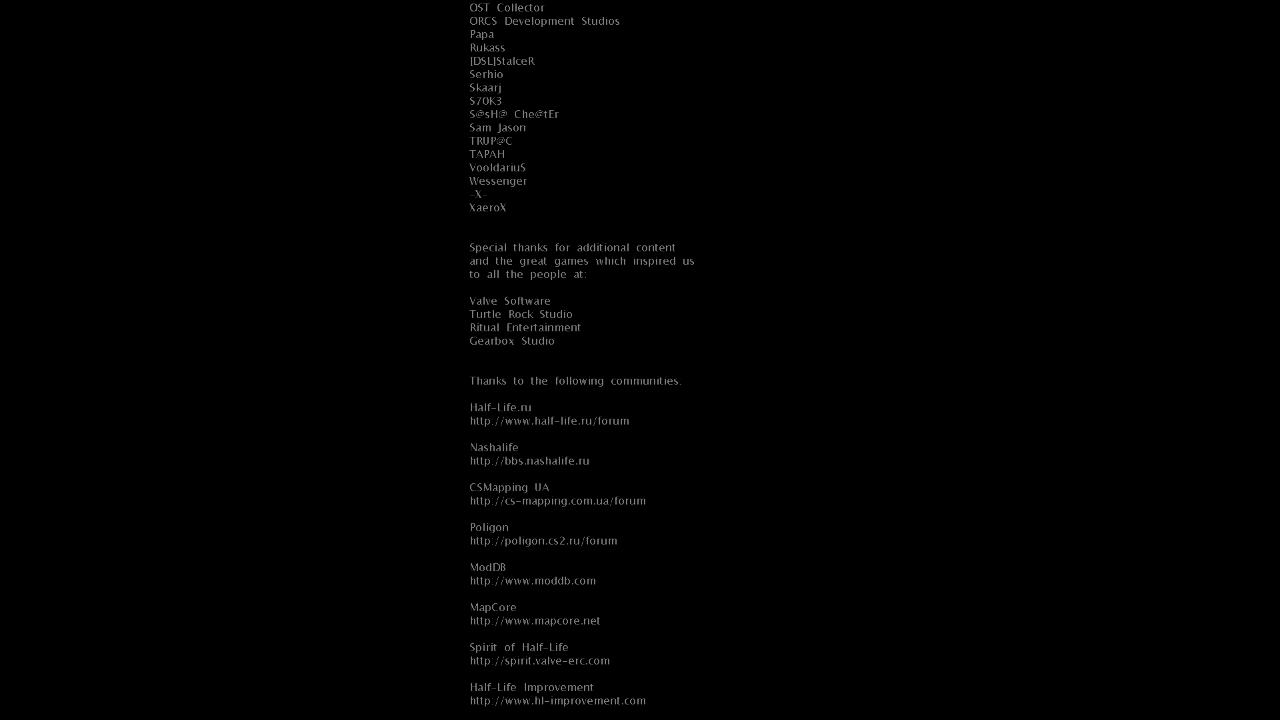 OST Collector
ORCS Development Studios
Papa
Rukass
]DSL[StalceR
Serhio
Skaarj
S70K3
S@sH@ Che@tEr
Sam Jason
TRUP@C
TAPAH
VooldariuS
Wessenger
-X-
XaeroX
Special thanks for additional content
and the great games which inspired us
to all the people at:
Valve Software
Turtle Rock Studio
Ritual Entertainment
Gearbox Studio
Thanks to the following communities:
Half-Life.ru
http://www.half-life.ru/forum
Nashalife
http://bbs.nashalife.ru
CSMapping UA
http://cs-mapping.com.ua/forum
Poligon
http://poligon.cs2.ru/forum
ModDB
http://www.moddb.com
MapCore
http://www.mapcore.net
Spirit of Half-Life
http://spirit.valve-erc.com
Half-Life Improvement
http://www.hl-improvement.com